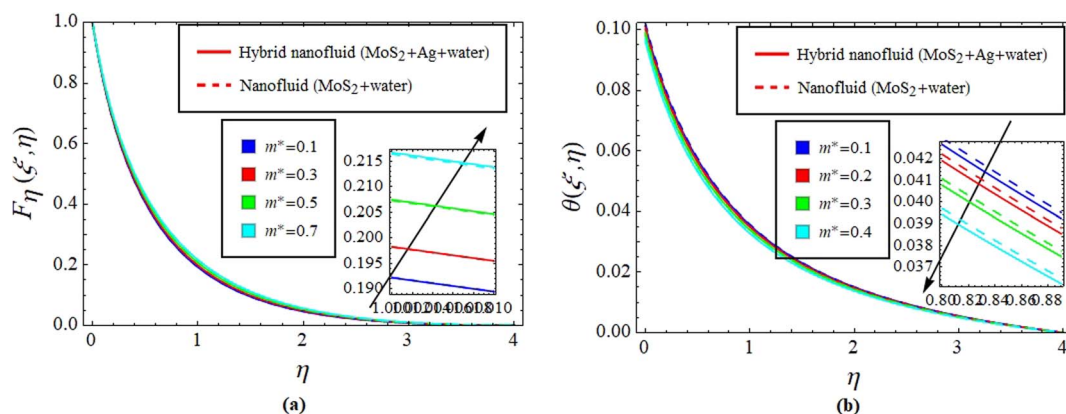 (a)
1.0
0.8
0.6
0.4
0.2
0.0
F_η(ξ,η)
Hybrid nanofluid (MoS₂+Ag+water)
Nanofluid (MoS₂+water)
m*=0.1
m*=0.3
m*=0.5
m*=0.7
0.215
0.210
0.205
0.200
0.195
0.190
0 1 2 3 4
η
(a)
(b)
0.10
0.08
0.06
0.04
0.02
0.00
θ(ξ,η)
Hybrid nanofluid (MoS₂+Ag+water)
Nanofluid (MoS₂+water)
m*=0.1
m*=0.2
m*=0.3
m*=0.4
0.042
0.041
0.040
0.039
0.038
0.037
0.80 0.82 0.84 0.86 0.88
0 1 2 3 4
η
(b)